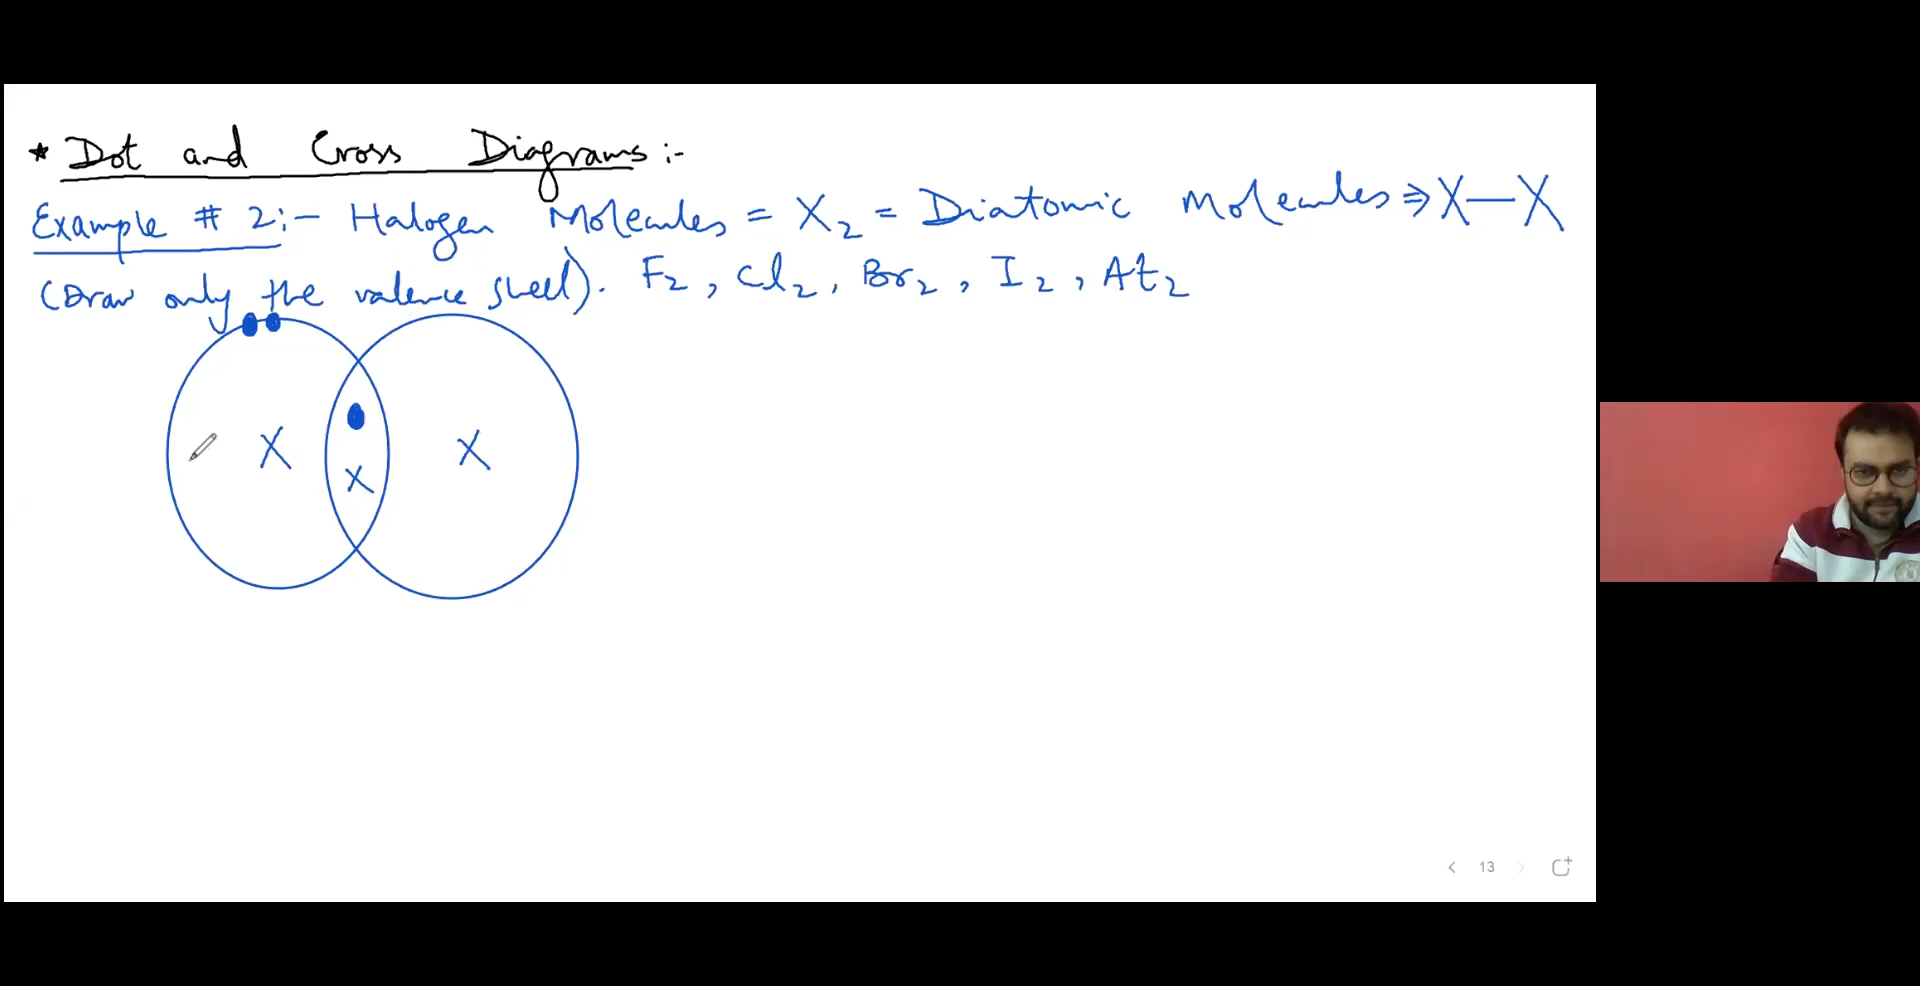 * Dot and Cross Diagrams :-
Example # 2:- Halogen Molecules = X₂ = Diatomic Molecules ⇒ X—X
(Draw only the valence shell). F₂, Cl₂, Br₂, I₂, At₂
X X X
13